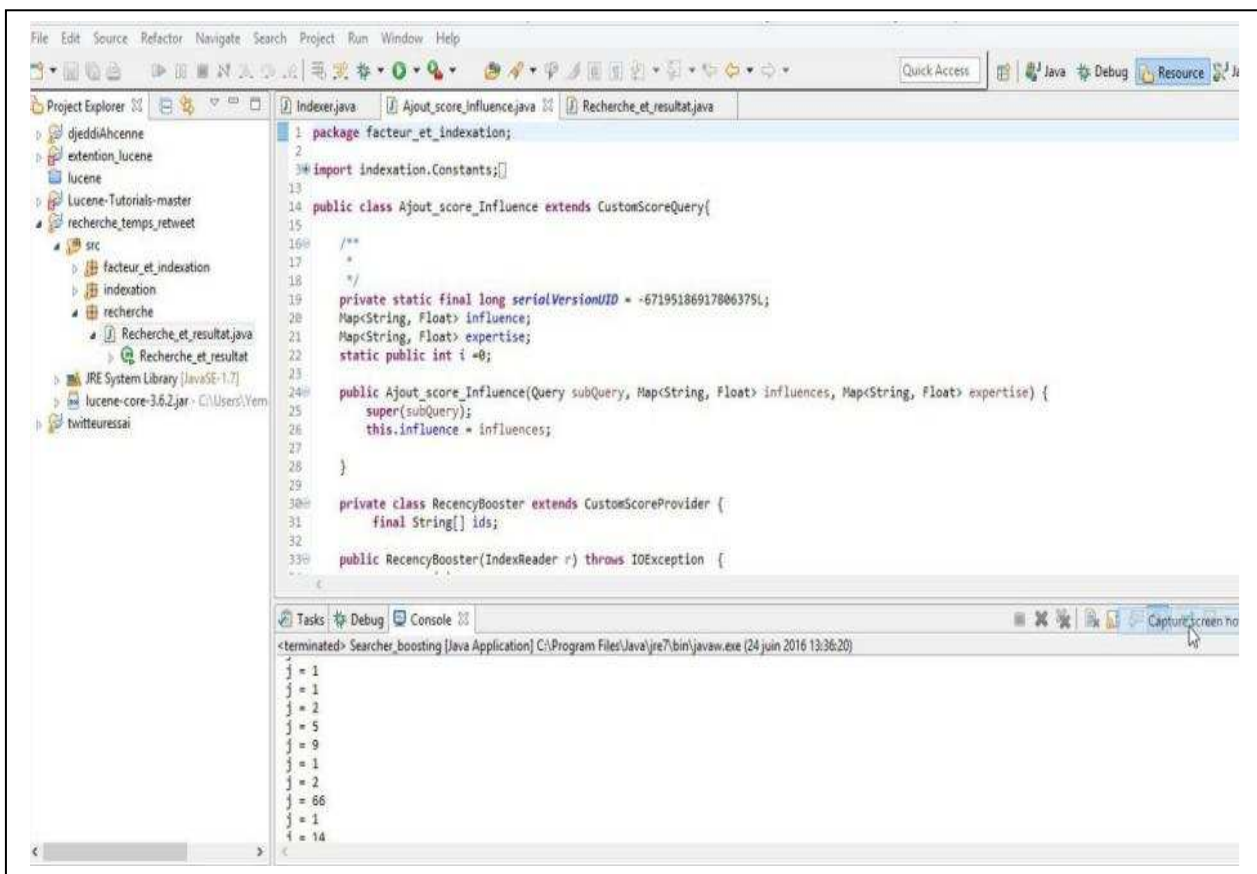 File Edit Source Refactor Navigate Search Project Run Window Help
Quick Access
Java
Debug
Resource
Project Explorer
Indexer.java
Ajout_score_Influence.java
Recherche_et_resultat.java
djeddiAhcenne
extention_lucene
lucene
Lucene-Tutorials-master
recherche_temps_retweet
src
facteur_et_indexation
indexation
recherche
Recherche_et_resultat.java
Recherche_et_resultat
JRE System Library [JavaSE-1.7]
lucene-core-3.6.2.jar - C:\Users\Yem
twitteuressai
1 package facteur_et_indexation;
2
3 import indexation.Constants;
13
14 public class Ajout_score_Influence extends CustomScoreQuery{
15
16 /**
17 *
18 */
19 private static final long serialVersionUID = -67195186917806375L;
20 Map<String, Float> influence;
21 Map<String, Float> expertise;
22 static public int i =0;
23
24 public Ajout_score_Influence(Query subQuery, Map<String, Float> influences, Map<String, Float> expertise) {
25 super(subQuery);
26 this.influence = influences;
27
28 }
29
30 private class RecencyBooster extends CustomScoreProvider {
31 final String[] ids;
32
33 public RecencyBooster(IndexReader r) throws IOException {
Tasks Debug Console
Capture screen no
<terminated> Searcher_boosting [Java Application] C:\Program Files\Java\jre7\bin\javaw.exe (24 juin 2016 13:36:20)
j = 1
j = 1
j = 2
j = 5
j = 9
j = 1
j = 2
j = 66
j = 1
j = 14